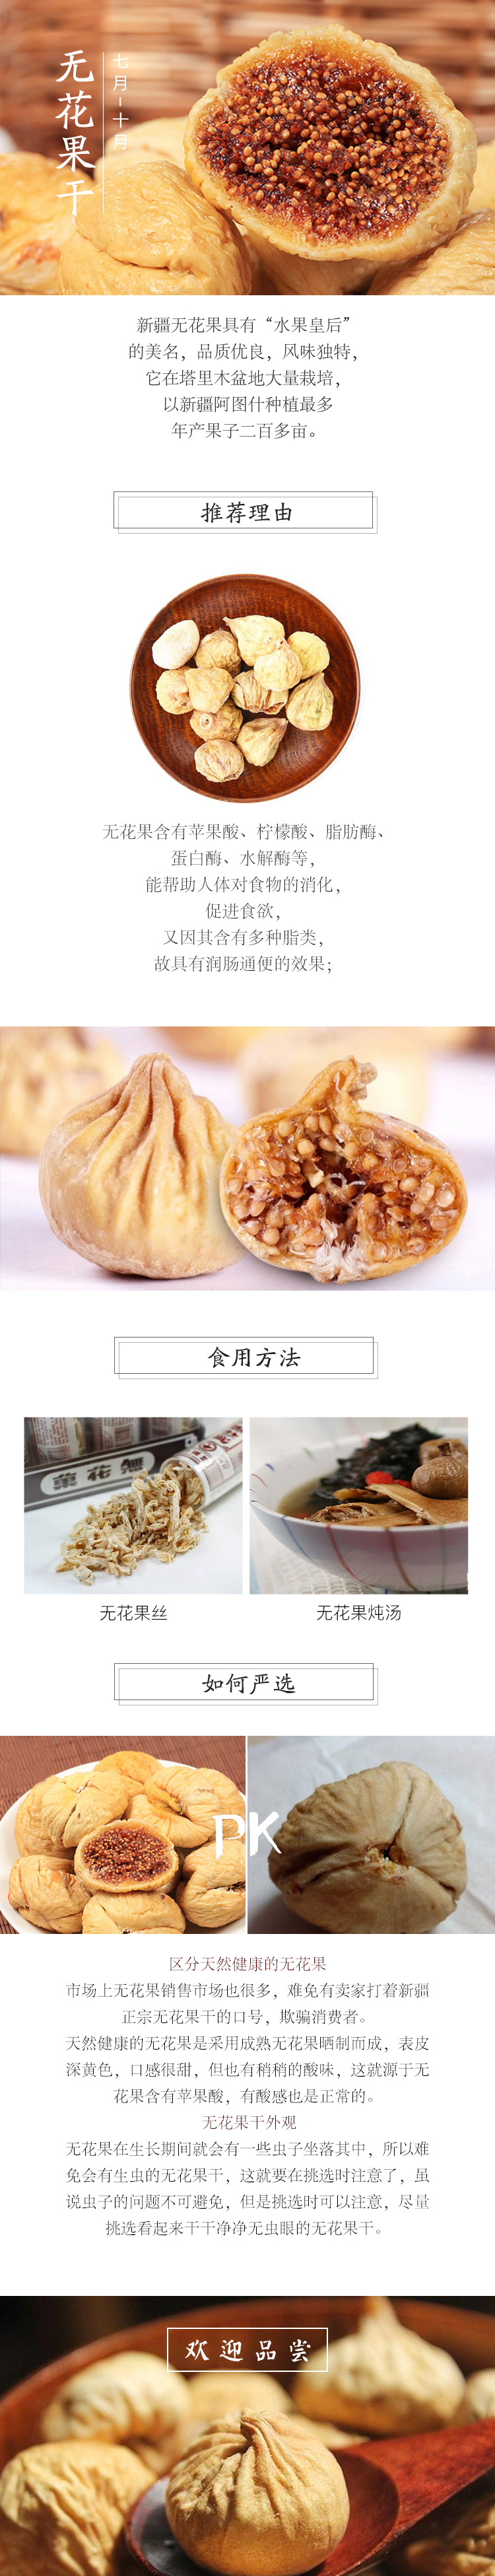 无花果干
七月-十月
新疆无花果具有“水果皇后”
的美名，品质优良，风味独特，
它在塔里木盆地大量栽培，
以新疆阿图什种植最多
年产果子二百多亩。
推荐理由
无花果含有苹果酸、柠檬酸、脂肪酶、
蛋白酶、水解酶等，
能帮助人体对食物的消化，
促进食欲，
又因其含有多种脂类，
故具有润肠通便的效果；
食用方法
无花果丝
无花果炖汤
如何严选
PK
区分天然健康的无花果
市场上无花果销售市场也很多，难免有卖家打着新疆
正宗无花果干的口号，欺骗消费者。
天然健康的无花果是采用成熟无花果晒制而成，表皮
深黄色，口感很甜，但也有稍稍的酸味，这就源于无
花果含有苹果酸，有酸感也是正常的。
无花果干外观
无花果在生长期间就会有一些虫子坐落其中，所以难
免会有生虫的无花果干，这就要在挑选时注意了，虽
说虫子的问题不可避免，但是挑选时可以注意，尽量
挑选看起来干干净净无虫眼的无花果干。
欢迎品尝